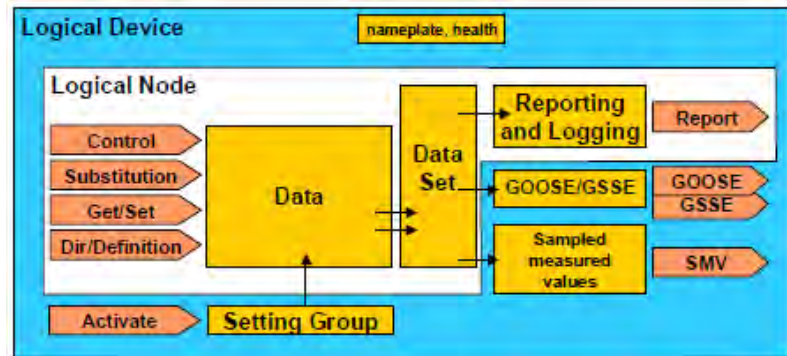 Logical Device
nameplate, health
Logical Node
Control
Substitution
Get/Set
Dir/Definition
Data
Data
Set
Reporting
and Logging
Report
GOOSE/GSSE
GOOSE
GSSE
Sampled
measured
values
SMV
Activate
Setting Group